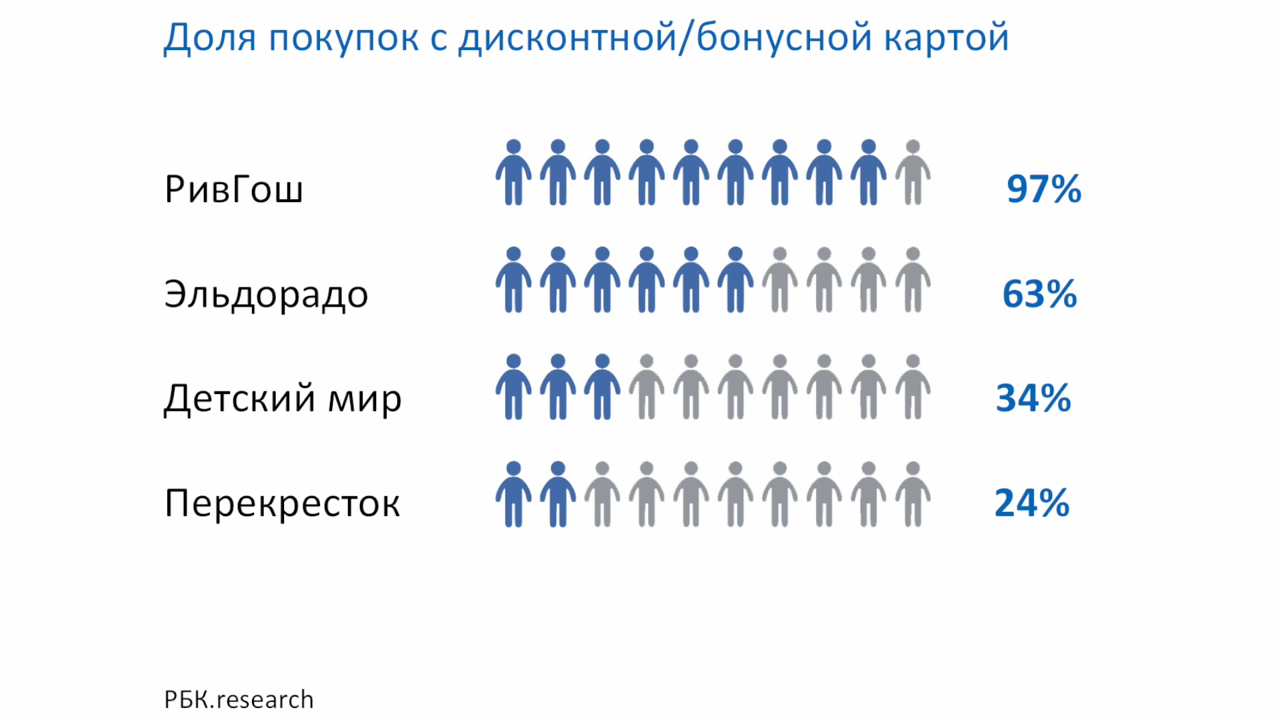 Доля покупок с дисконтной/бонусной картой
РивГош 97%
Эльдорадо 63%
Детский мир 34%
Перекресток 24%
РБК.research